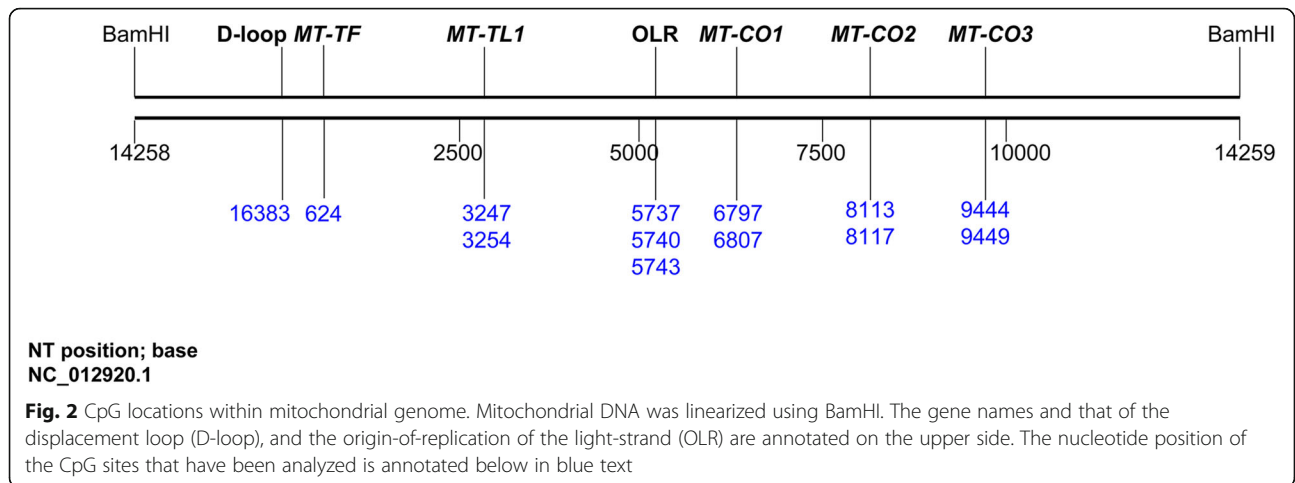 BamHI D-loop MT-TF MT-TL1 OLR MT-CO1 MT-CO2 MT-CO3 BamHI
14258 2500 5000 7500 10000 14259
16383 624 3247 5737 6797 8113 9444
3254 5740 6807 8117 9449
5743
NT position; base
NC_012920.1
Fig. 2 CpG locations within mitochondrial genome. Mitochondrial DNA was linearized using BamHI. The gene names and that of the
displacement loop (D-loop), and the origin-of-replication of the light-strand (OLR) are annotated on the upper side. The nucleotide position of
the CpG sites that have been analyzed is annotated below in blue text